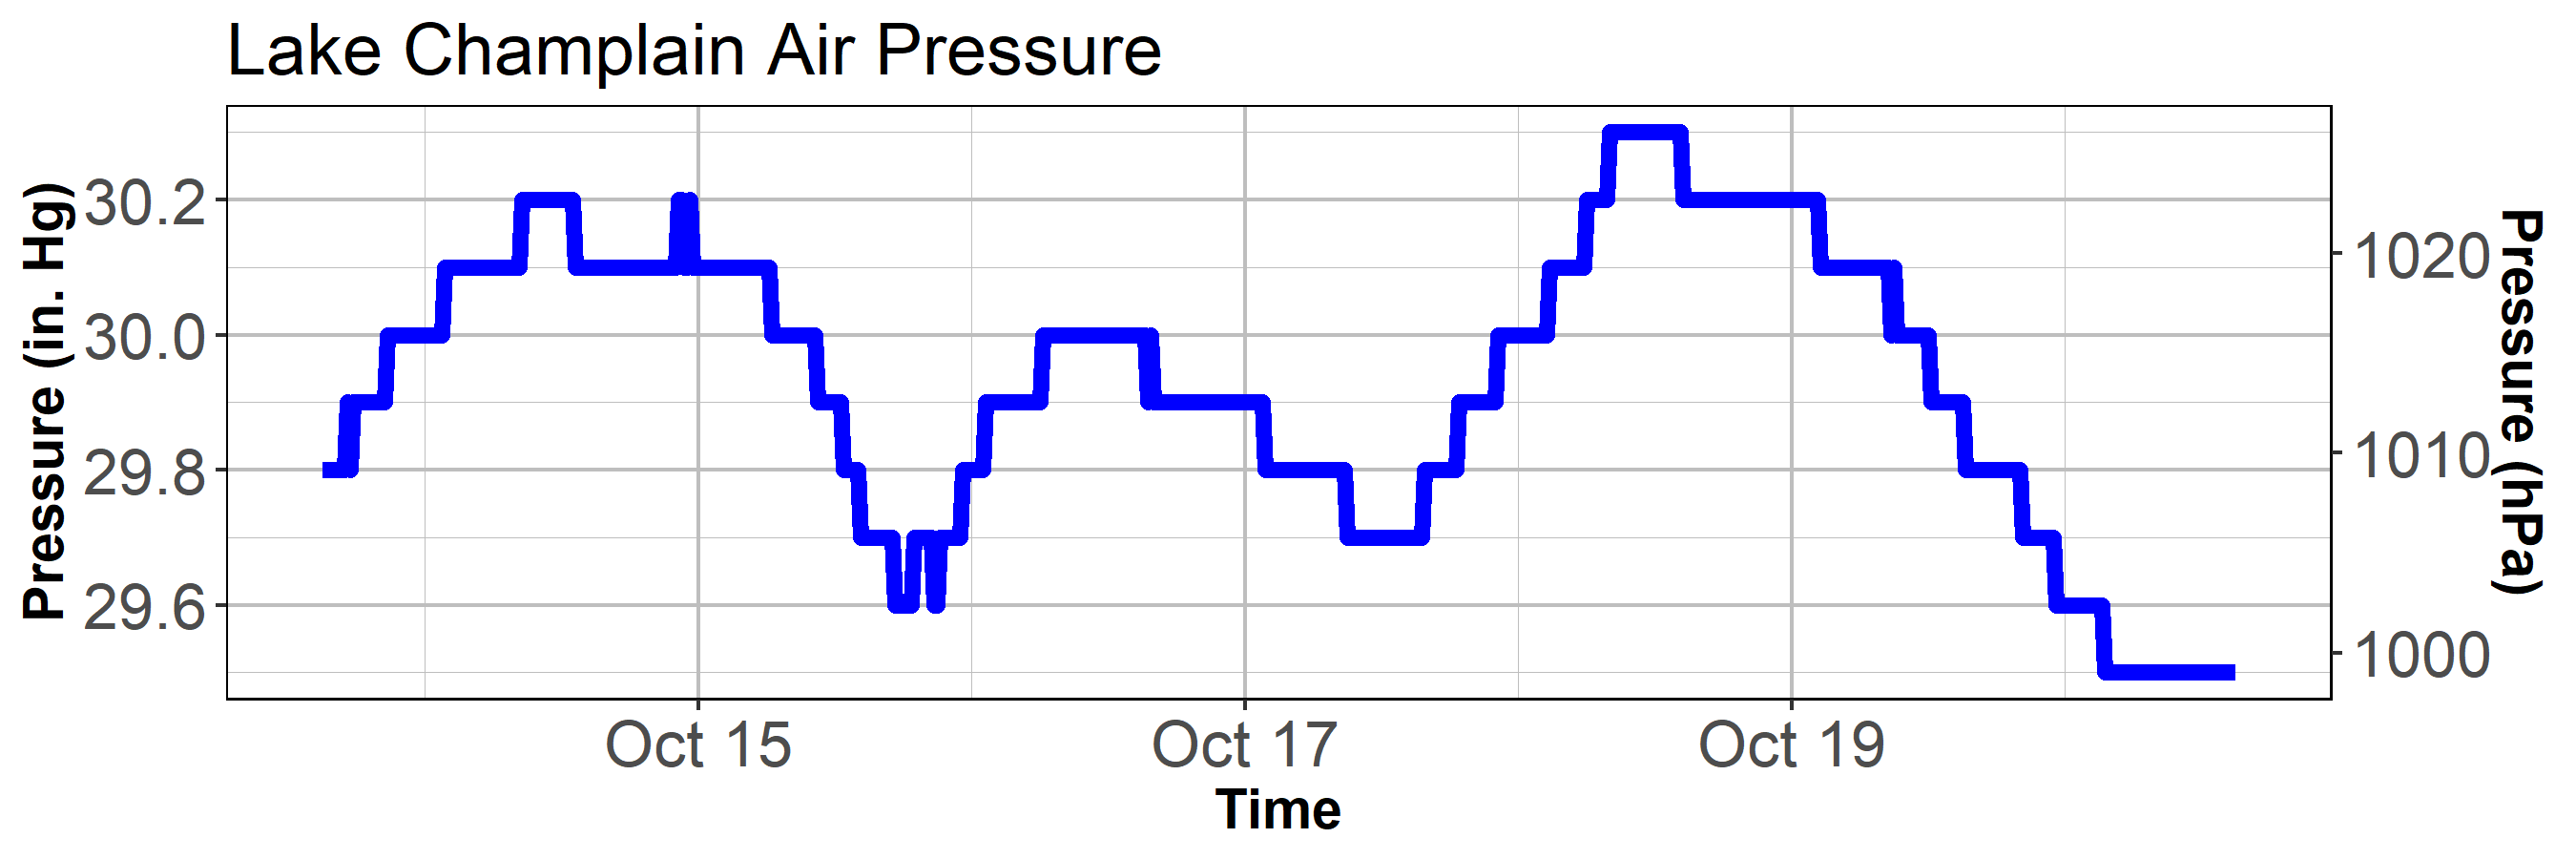 Lake Champlain Air Pressure
Pressure (in. Hg)
30.2
30.0
29.8
29.6
1020
1010
1000
Pressure (hPa)
Oct 15 Oct 17 Oct 19
Time